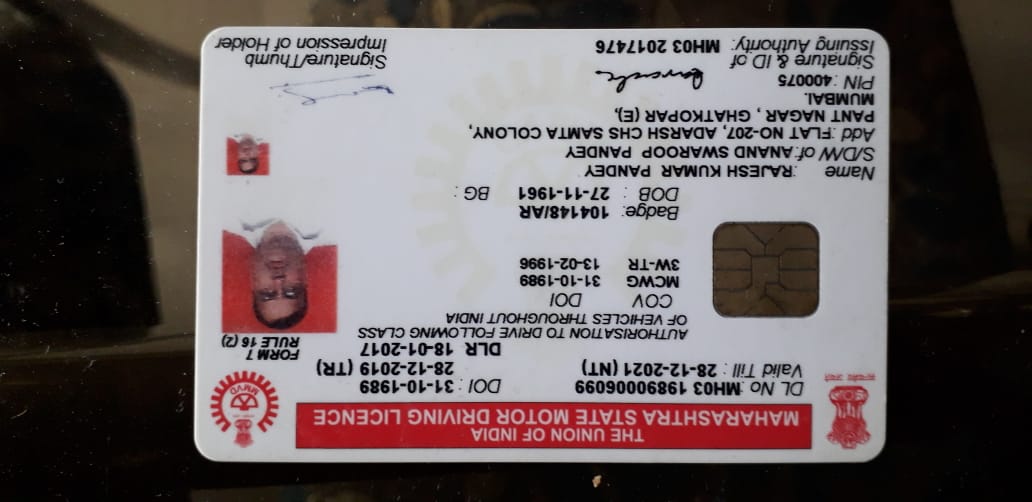 THE UNION OF INDIA
MAHARASHTRA STATE MOTOR DRIVING LICENCE
सत्यमेव जयते
MMVD
DL No :MH03 19890006099 DOI : 31-10-1989
Valid Till : 28-12-2021 (NT) 28-12-2019 (TR)
DLR 18-01-2017
FORM 7
RULE 16 (2)
AUTHORISATION TO DRIVE FOLLOWING CLASS
OF VEHICLES THROUGHOUT INDIA
COV DOI
MCWG 31-10-1989
3W-TR 13-02-1996
Badge: 104148/AR
DOB : 27-11-1961 BG :
Name :RAJESH KUMAR PANDEY
S/D/W of:ANAND SWAROOP PANDEY
Add :FLAT NO-207, ADARSH CHS SAMTA COLONY,
PANT NAGAR , GHATKOPAR (E),
MUMBAI.
PIN :400075
Signature & ID of
Issuing Authority: MH03 2017476
Signature/Thumb
Impression of Holder